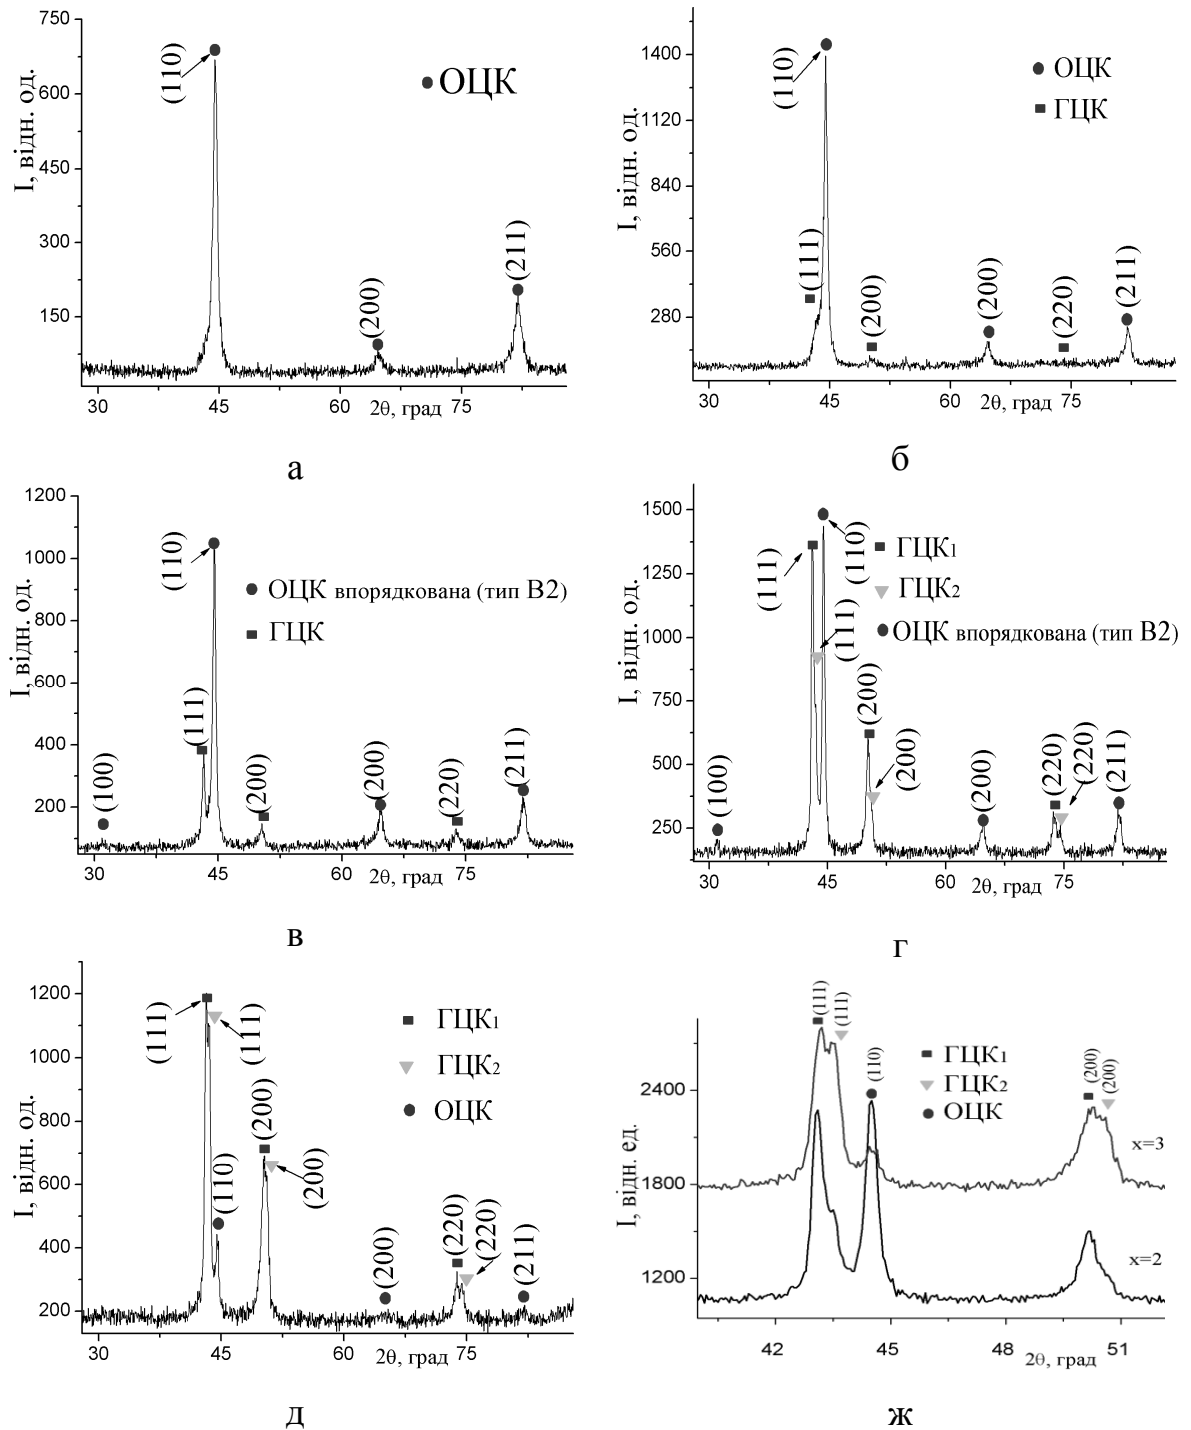 750
600
450
300
150
I, відн. од.
(110)
ОЦК
(200)
(211)
30
45
60
75
2θ, град
а
1400
1120
840
560
280
I, відн. од.
(110)
ОЦК
ГЦК
(111)
(200)
(200)
(220)
(211)
30
45
60
75
2θ, град
б
1200
1000
800
600
400
200
I, відн. од.
(110)
ОЦК впорядкована (тип B2)
ГЦК
(100)
(111)
(200)
(200)
(220)
(211)
30
45
60
75
2θ, град
в
1500
1250
1000
750
500
250
I, відн. од.
(111)
(110)
ГЦК1
ГЦК2
ОЦК впорядкована (тип B2)
(111)
(100)
(200)
(200)
(200)
(220)
(220)
(211)
30
45
60
75
2θ, град
г
1200
1000
800
600
400
200
I, відн. од.
(111)
(111)
ГЦК1
ГЦК2
ОЦК
(110)
(200)
(200)
(200)
(220)
(220)
(211)
30
45
60
75
2θ, град
д
2400
1800
1200
I, відн. ед.
(111)
(111)
(110)
ГЦК1
ГЦК2
ОЦК
(200)
(200)
x=3
x=2
42
45
48
51
2θ, град
ж